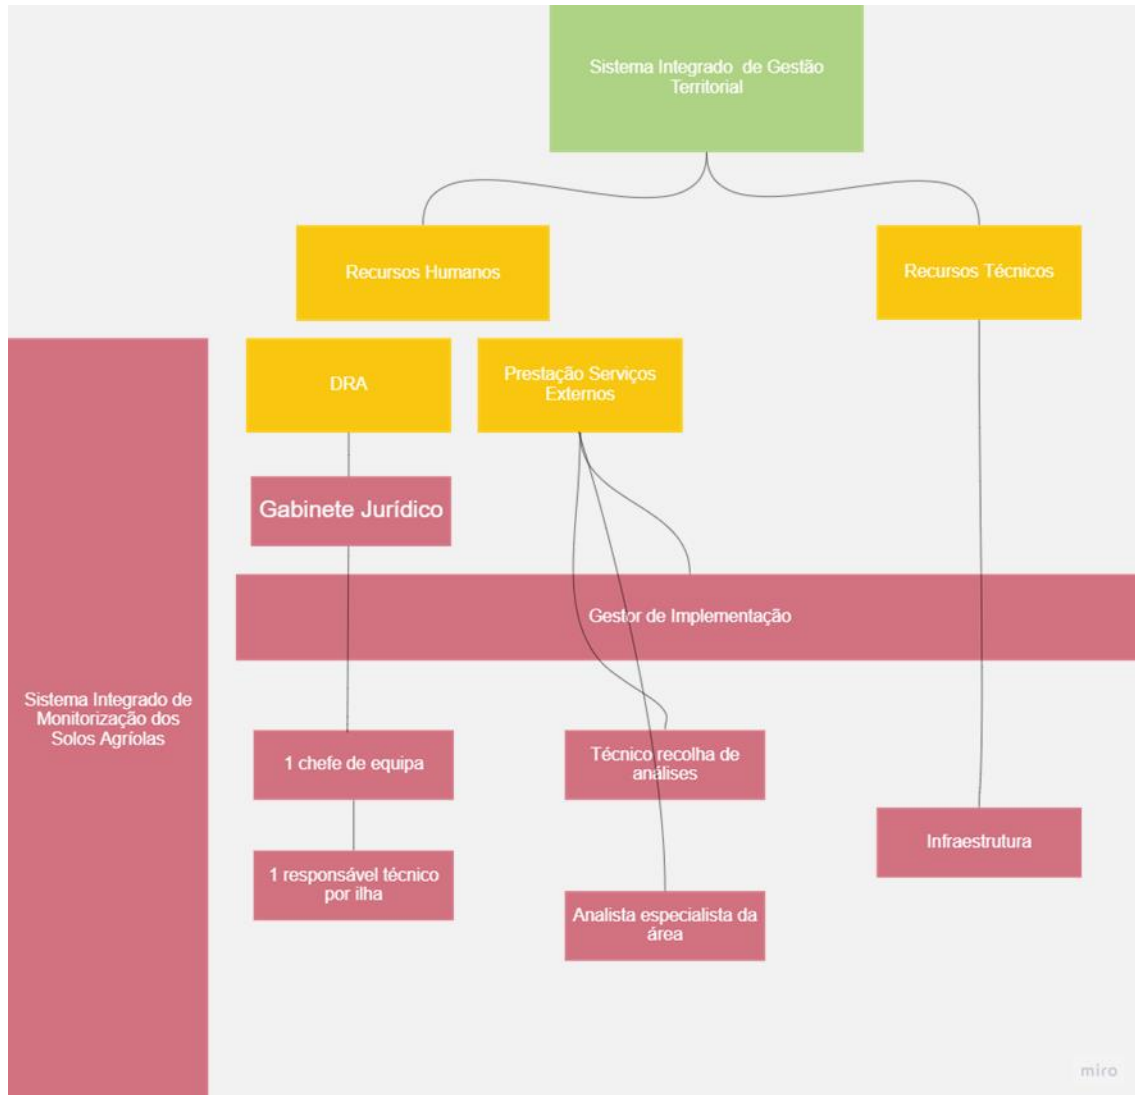 Sistema Integrado de Gestão
Territorial
Recursos Humanos
Recursos Técnicos
DRA
Prestação Serviços
Externos
Gabinete Jurídico
Gestor de Implementação
Sistema Integrado de
Monitorização dos
Solos Agríolas
1 chefe de equipa
Técnico recolha de
análises
Infraestrutura
1 responsável técnico
por ilha
Analista especialista da
área
miro